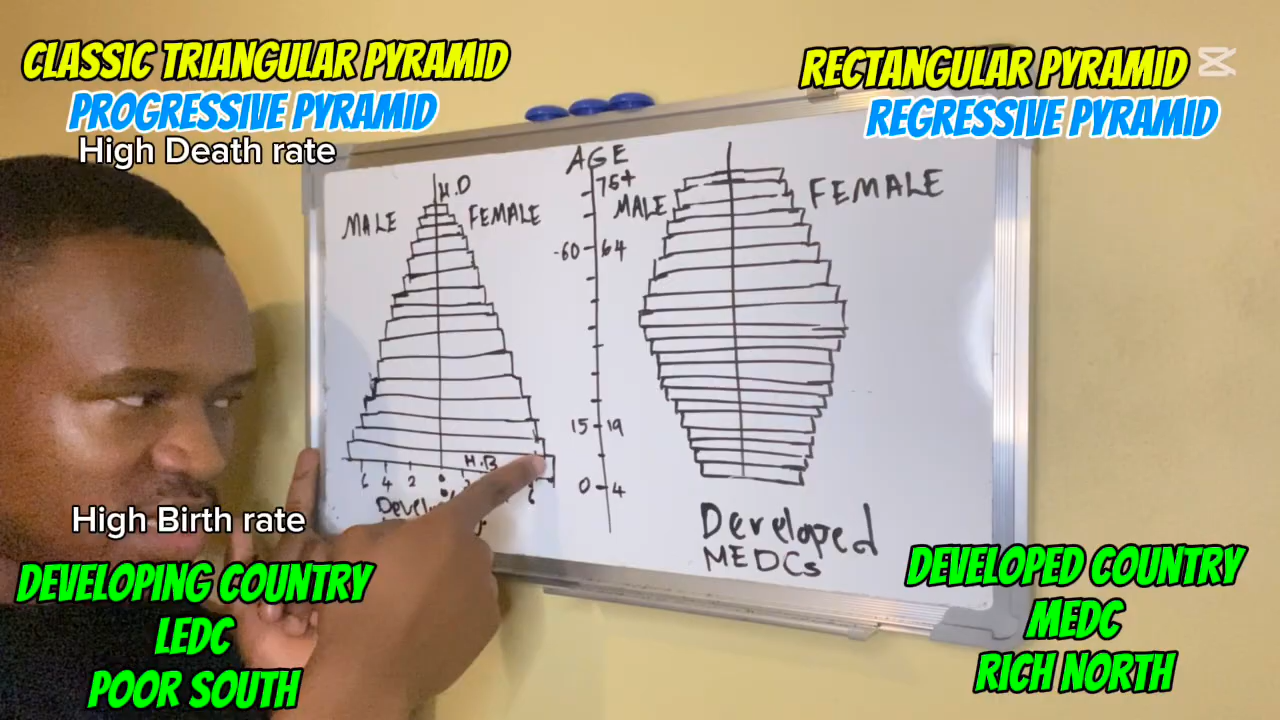 CLASSIC TRIANGULAR PYRAMID
PROGRESSIVE PYRAMID
High Death rate
RECTANGULAR PYRAMID
REGRESSIVE PYRAMID
H.D
MALE
FEMALE
AGE
75+
-60 64
15 19
0 4
MALE
FEMALE
H.B
6 4 2 0
6
Developed
MEDCs
High Birth rate
DEVELOPING COUNTRY
LEDC
POOR SOUTH
DEVELOPED COUNTRY
MEDC
RICH NORTH